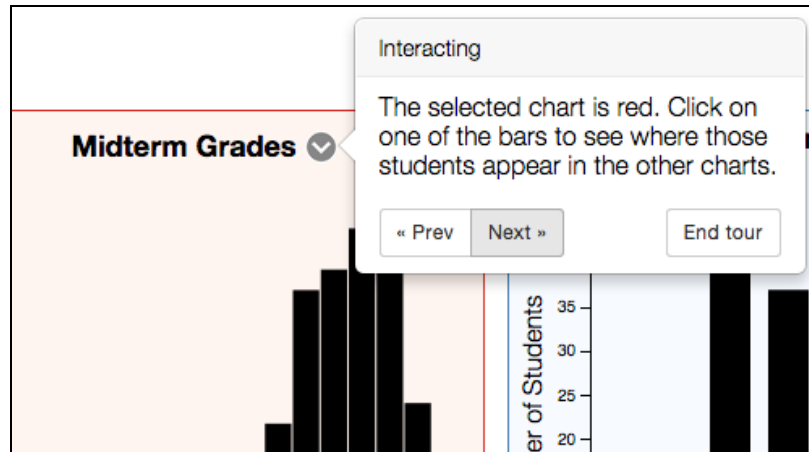 Interacting
The selected chart is red. Click on
one of the bars to see where those
students appear in the other charts.
« Prev
Next »
End tour
Midterm Grades
er of Students
35
30
25
20